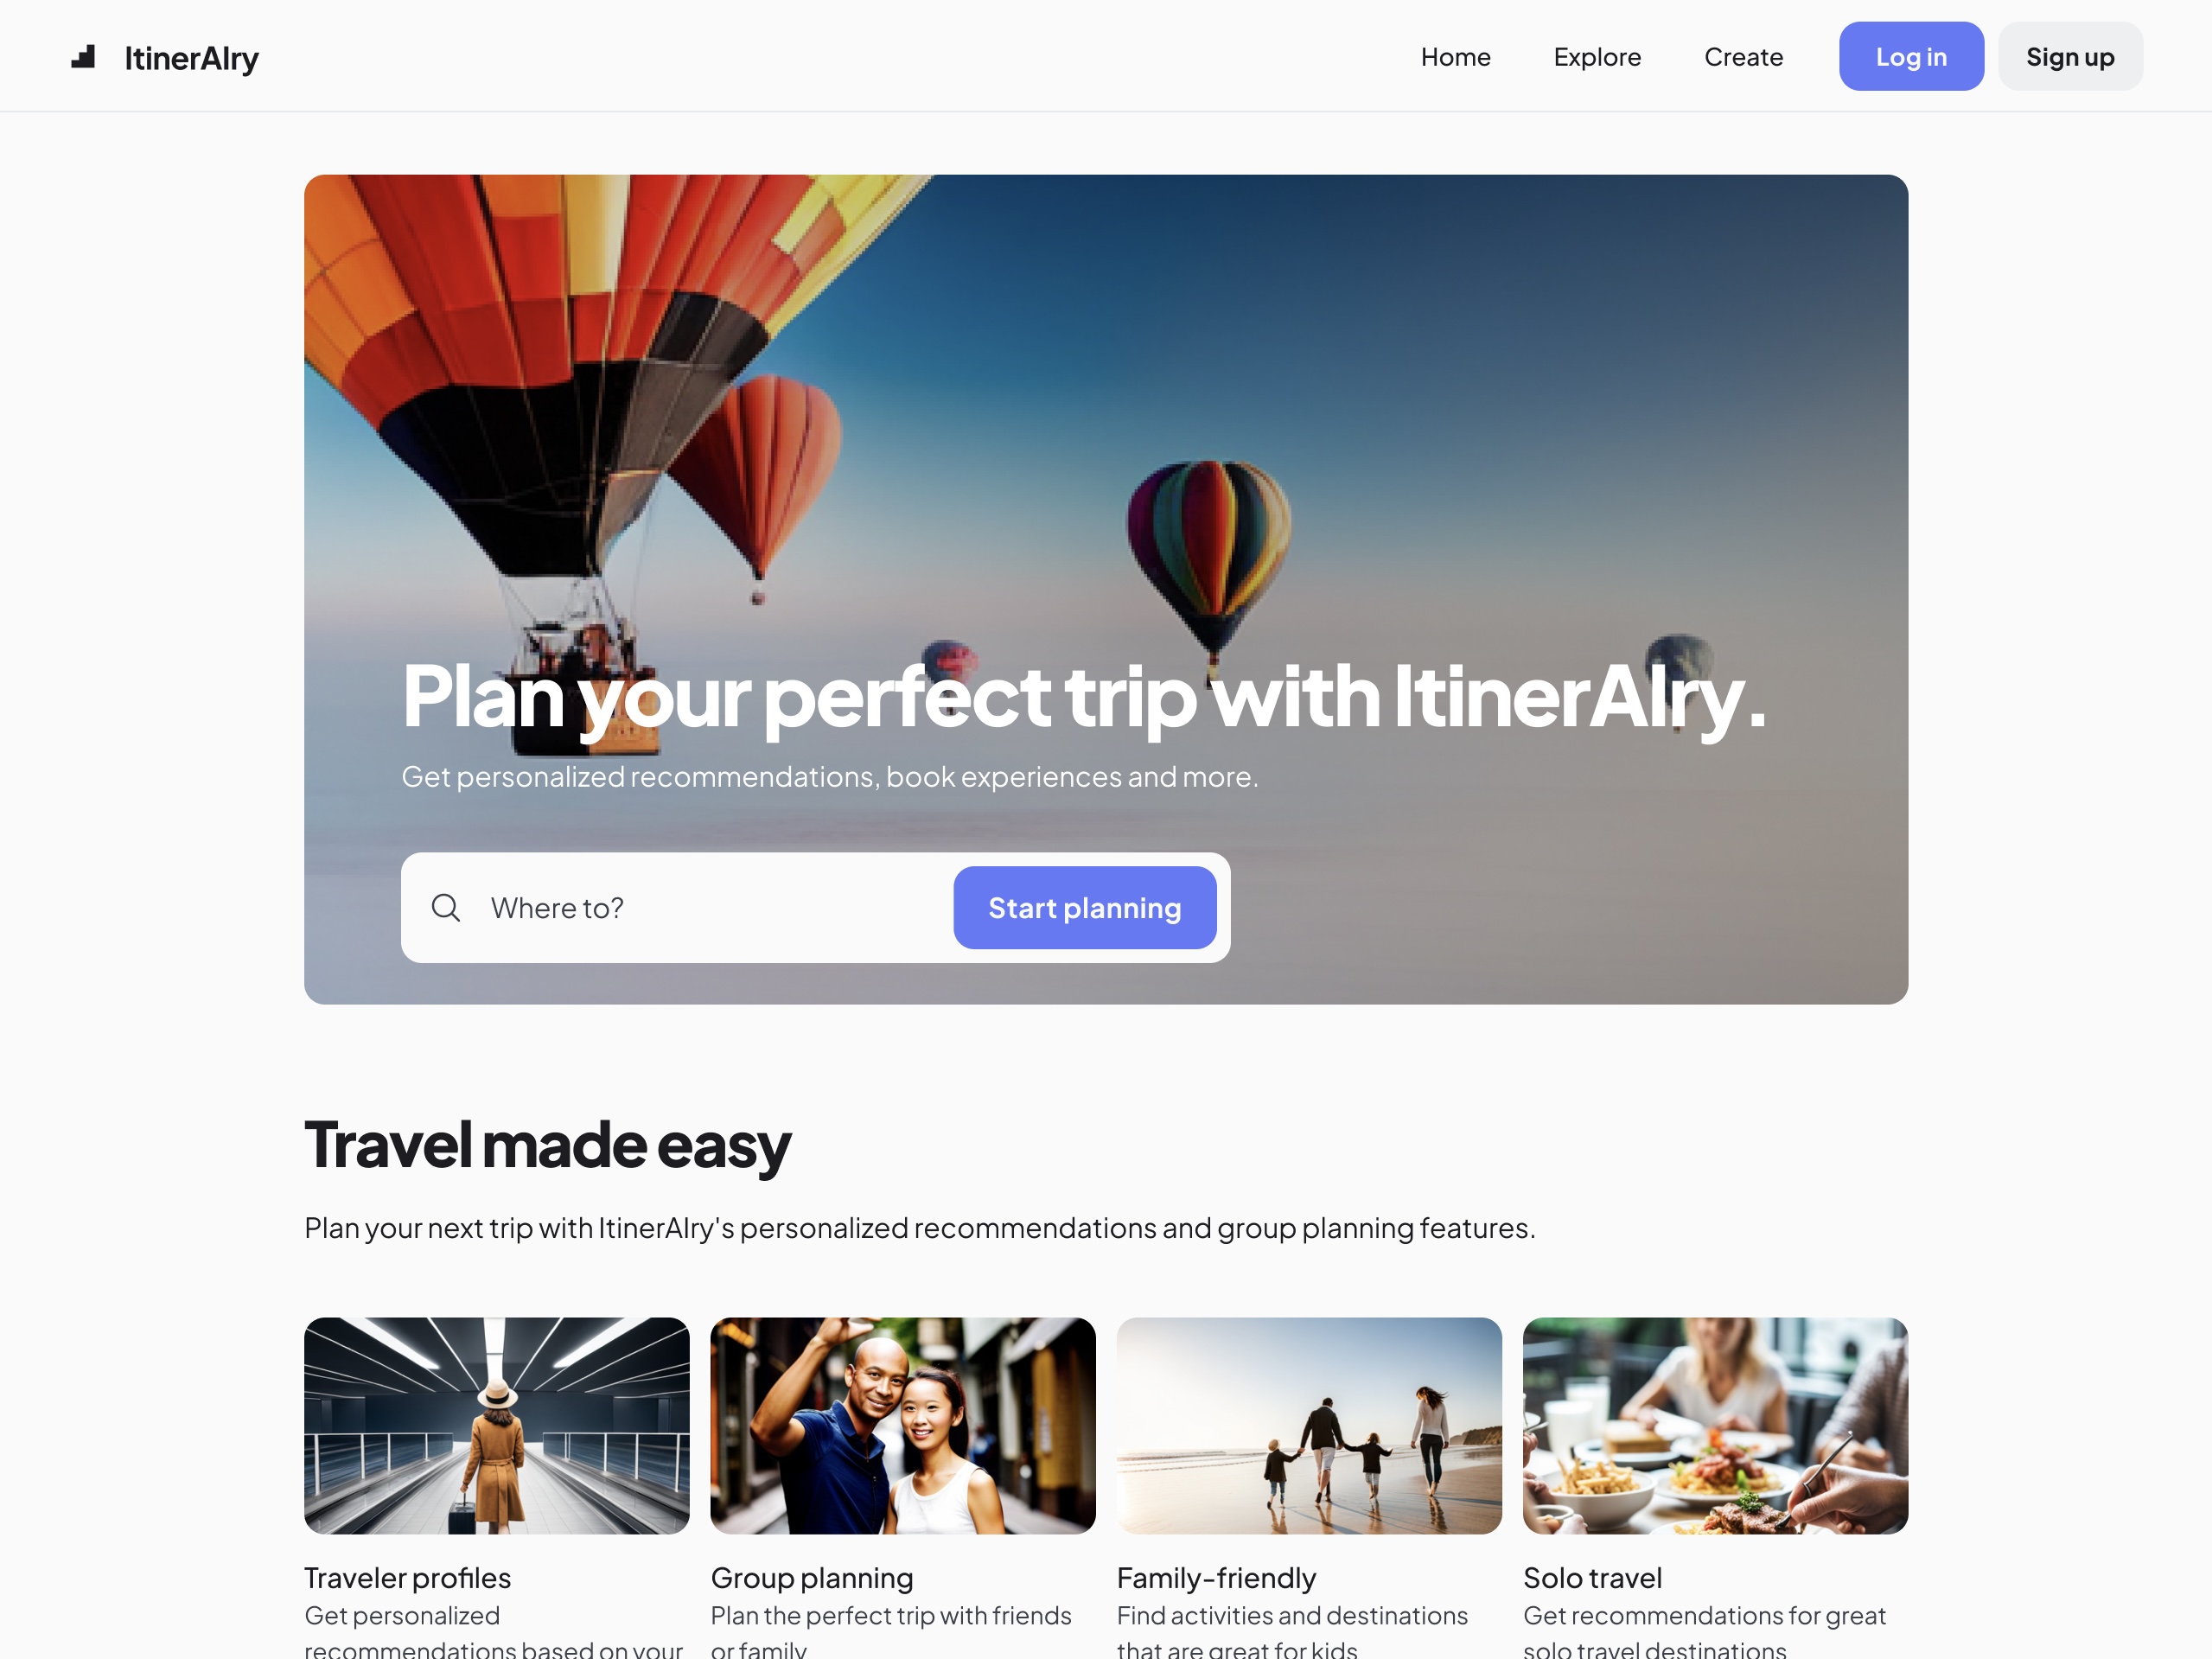 ItinerAIry
Home
Explore
Create
Log in
Sign up
Plan your perfect trip with ItinerAIry.
Get personalized recommendations, book experiences and more.
Where to?
Start planning
Travel made easy
Plan your next trip with ItinerAIry's personalized recommendations and group planning features.
Traveler profiles
Get personalized
recommendations based on your
Group planning
Plan the perfect trip with friends
or family
Family-friendly
Find activities and destinations
that are great for kids
Solo travel
Get recommendations for great
solo travel destinations